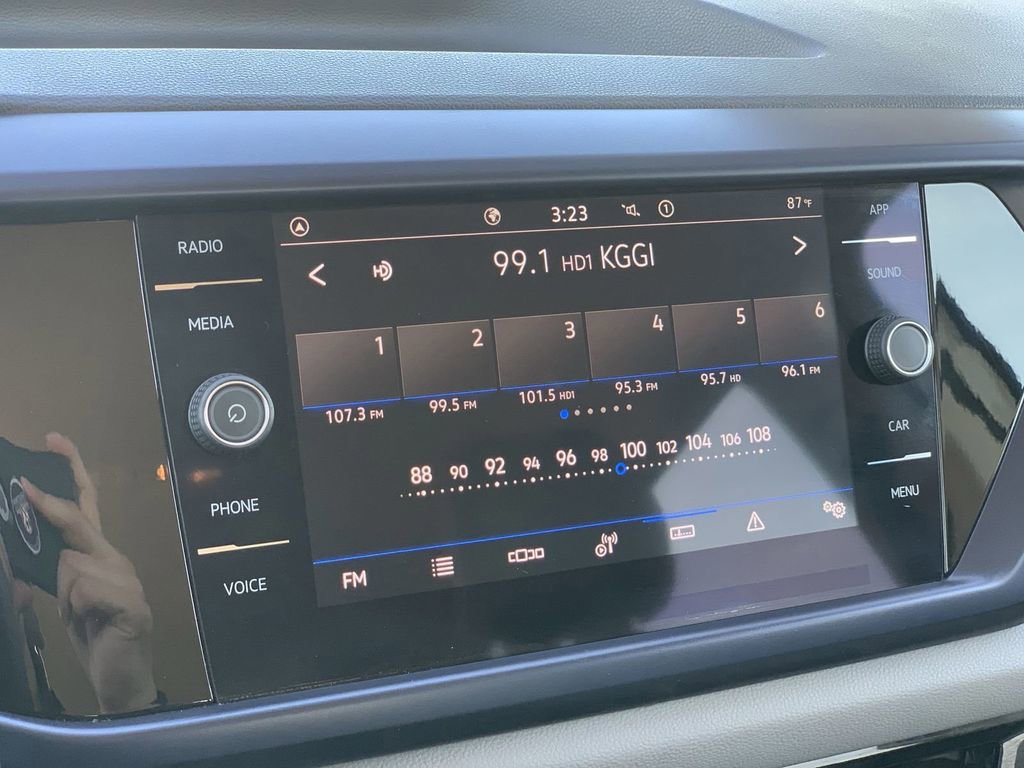 RADIO
MEDIA
PHONE
VOICE
3:23
1
87°F
HD
99.1 HD1 KGGI
1 2 3 4 5 6
107.3 FM 99.5 FM 101.5 HD1 95.3 FM 95.7 HD 96.1 FM
88 90 92 94 96 98 100 102 104 106 108
FM
APP
SOUND
CAR
MENU